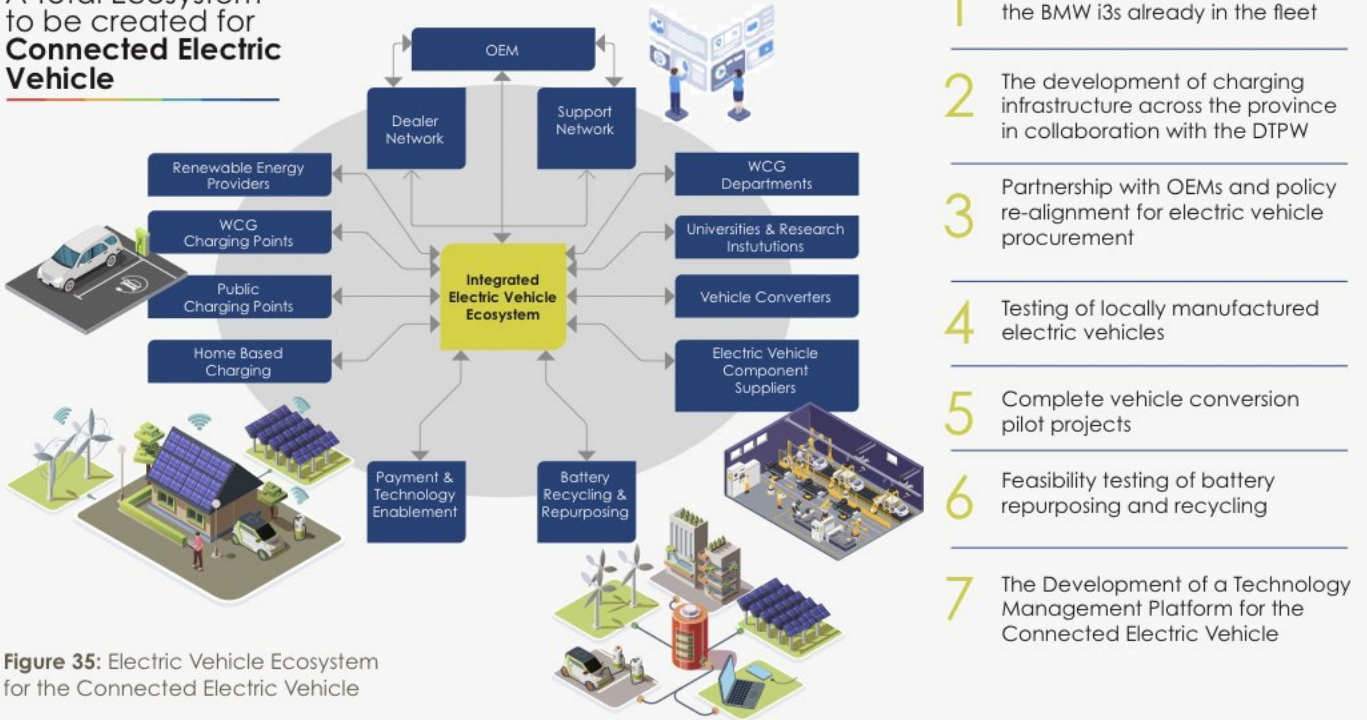 A Total Ecosystem
to be created for
Connected Electric
Vehicle
OEM
Dealer
Network
Support
Network
Renewable Energy
Providers
WCG
Charging Points
Public
Charging Points
Home Based
Charging
Integrated
Electric Vehicle
Ecosystem
WCG
Departments
Universities & Research
Instutution​s
Vehicle Converters
Electric Vehicle
Component
Suppliers
Payment &
Technology
Enablement
Battery
Recycling &
Repurposing
Figure 35: Electric Vehicle Ecosystem
for the Connected Electric Vehicle
1
the BMW i3s already in the fleet
2
The development of charging
infrastructure across the province
in collaboration with the DTPW
3
Partnership with OEMs and policy
re-alignment for electric vehicle
procurement
4
Testing of locally manufactured
electric vehicles
5
Complete vehicle conversion
pilot projects
6
Feasibility testing of battery
repurposing and recycling
7
The Development of a Technology
Management Platform for the
Connected Electric Vehicle